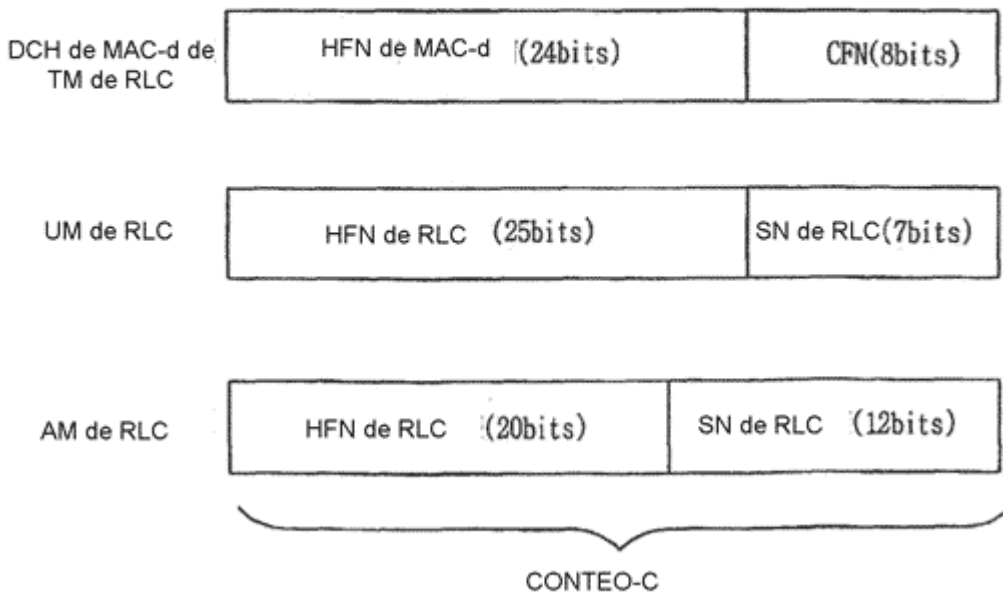 DCH de MAC-d de
TM de RLC
HFN de MAC-d (24bits)
CFN(8bits)
UM de RLC
HFN de RLC (25bits)
SN de RLC(7bits)
AM de RLC
HFN de RLC (20bits)
SN de RLC (12bits)
CONTEO-C